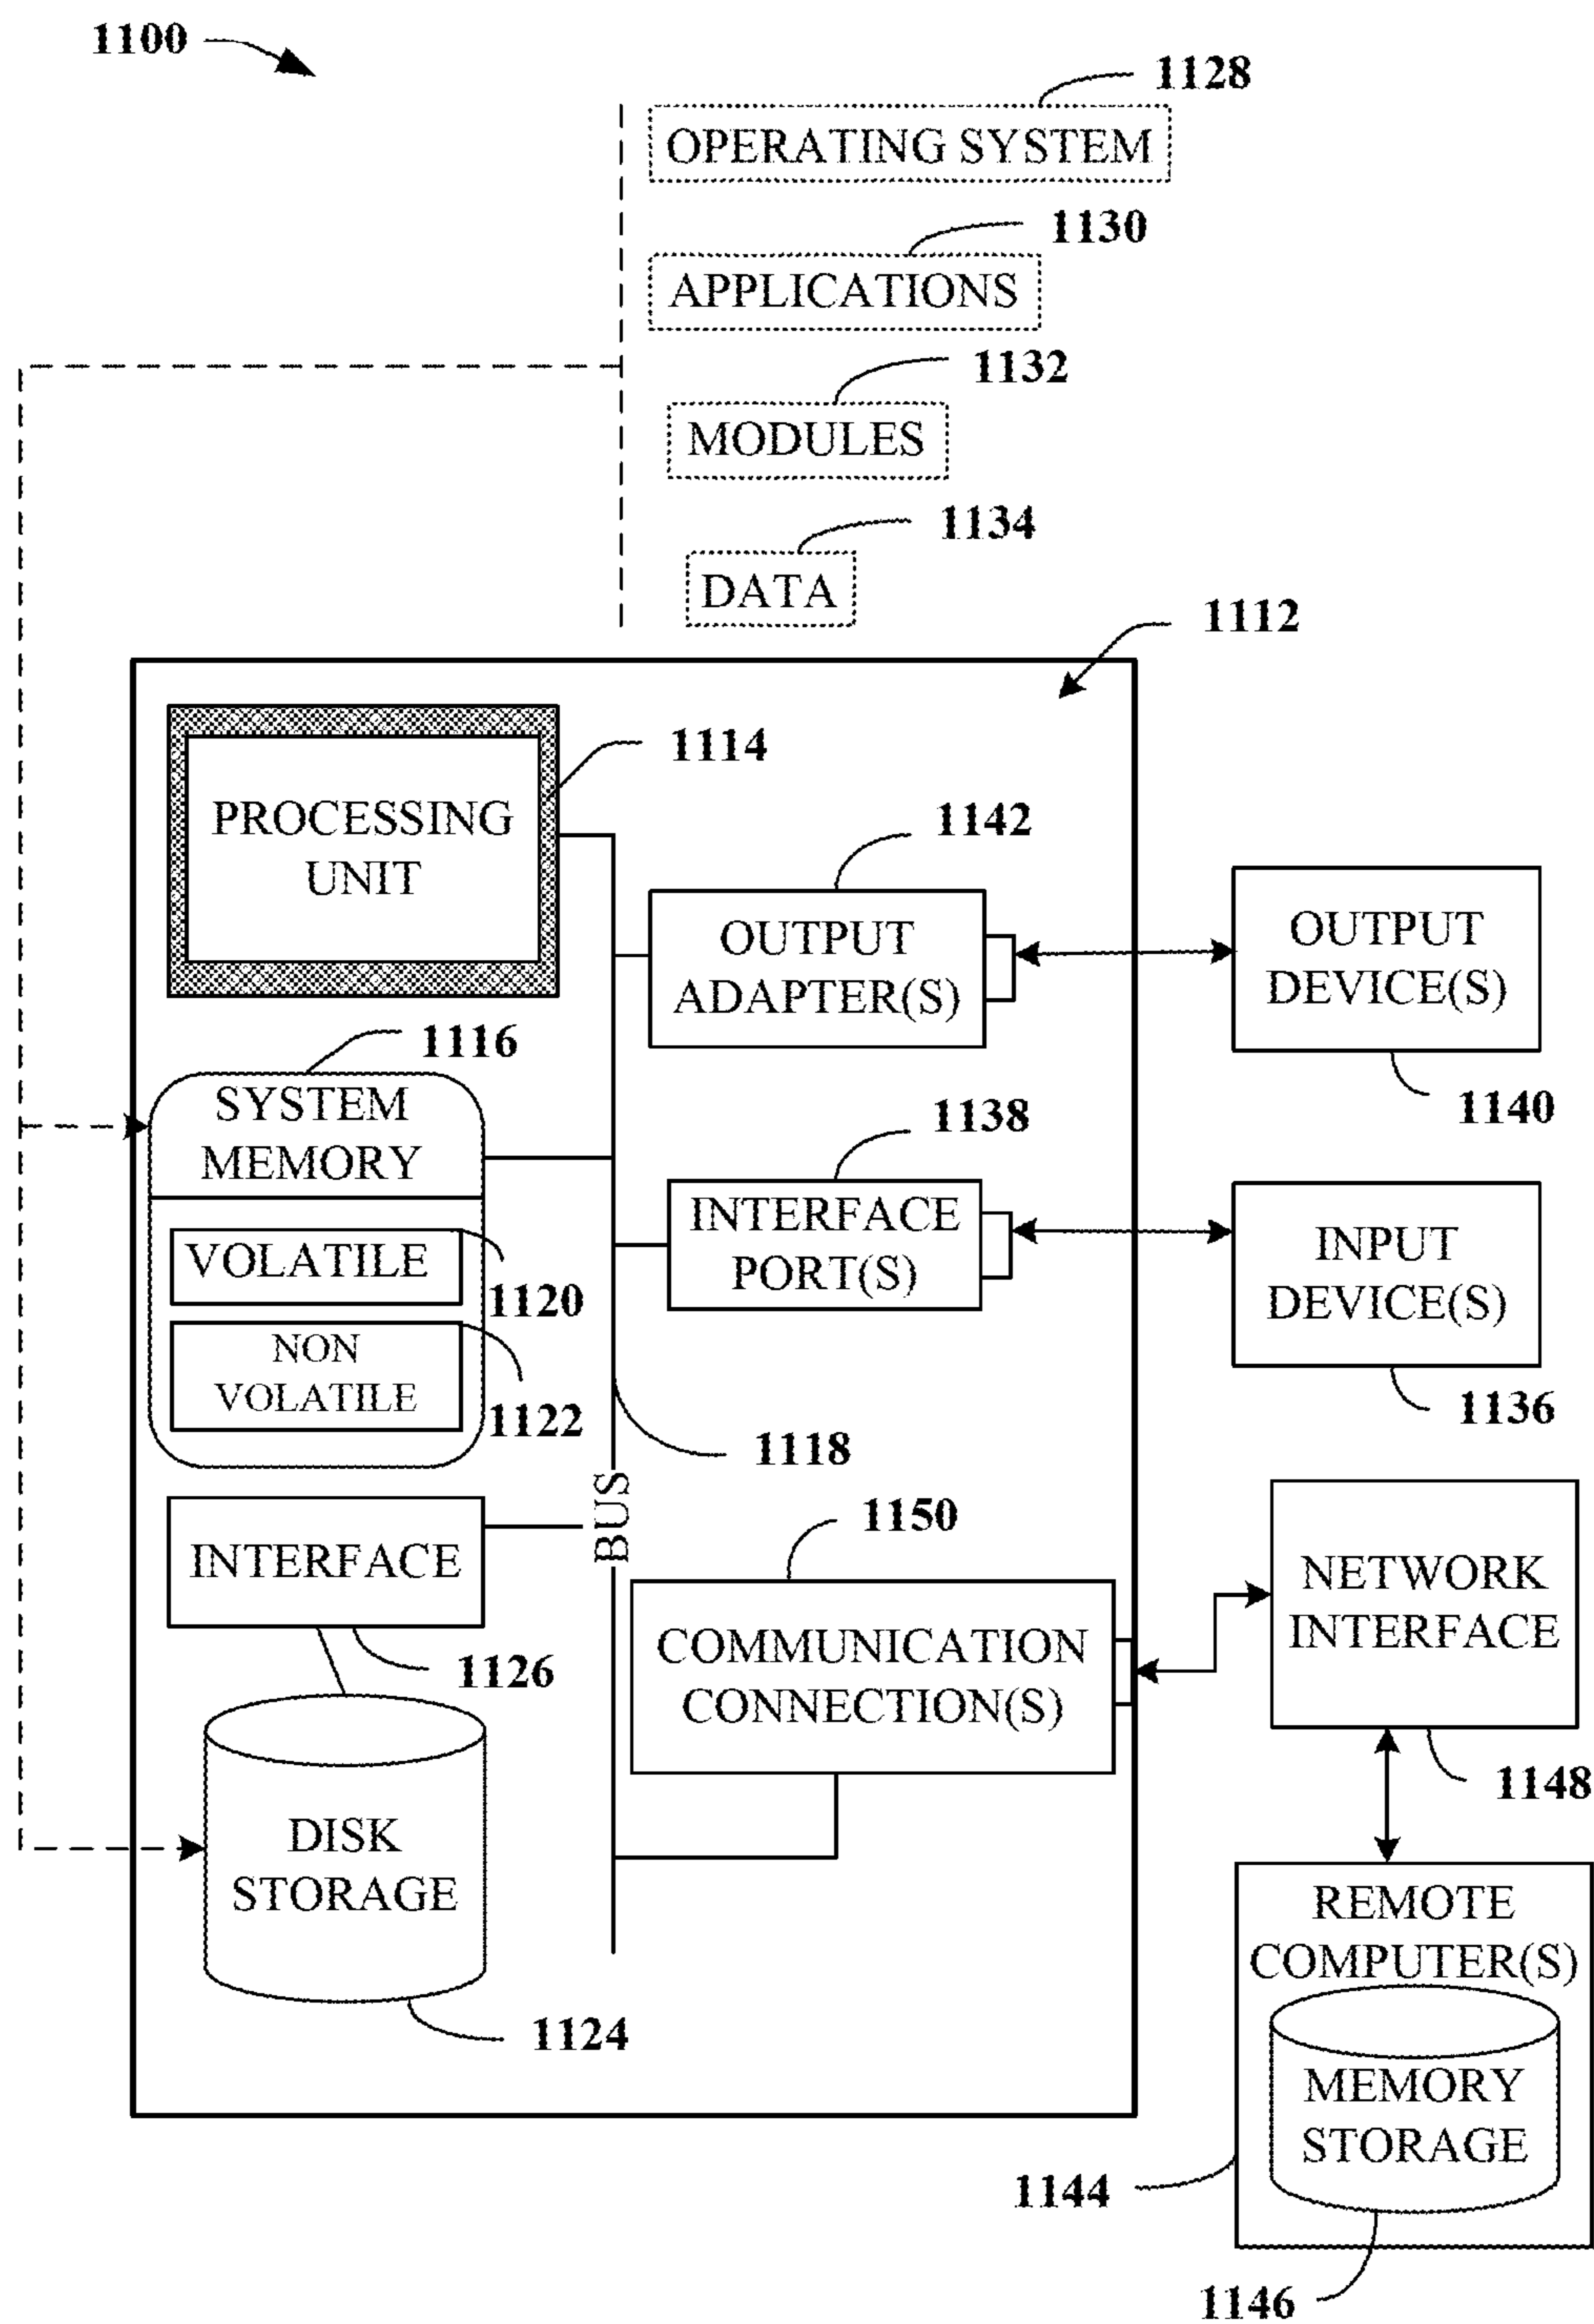 1100
1128
OPERATING SYSTEM
1130
APPLICATIONS
1132
MODULES
1134
DATA
1112
1114
PROCESSING
UNIT
1142
OUTPUT
ADAPTER(S)
OUTPUT
DEVICE(S)
1140
1116
SYSTEM
MEMORY
VOLATILE
1120
NON
VOLATILE
1122
1138
INTERFACE
PORT(S)
INPUT
DEVICE(S)
1136
1118
BUS
INTERFACE
1126
1150
COMMUNICATION
CONNECTION(S)
NETWORK
INTERFACE
1148
DISK
STORAGE
1124
REMOTE
COMPUTER(S)
MEMORY
STORAGE
1144
1146